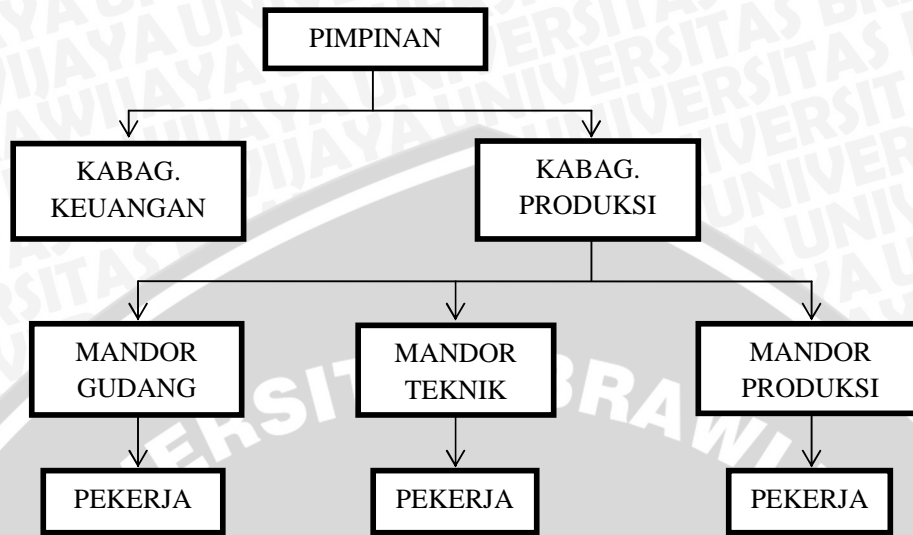 PIMPINAN
KABAG.
KEUANGAN
KABAG.
PRODUKSI
MANDOR
GUDANG
MANDOR
TEKNIK
MANDOR
PRODUKSI
PEKERJA
PEKERJA
PEKERJA